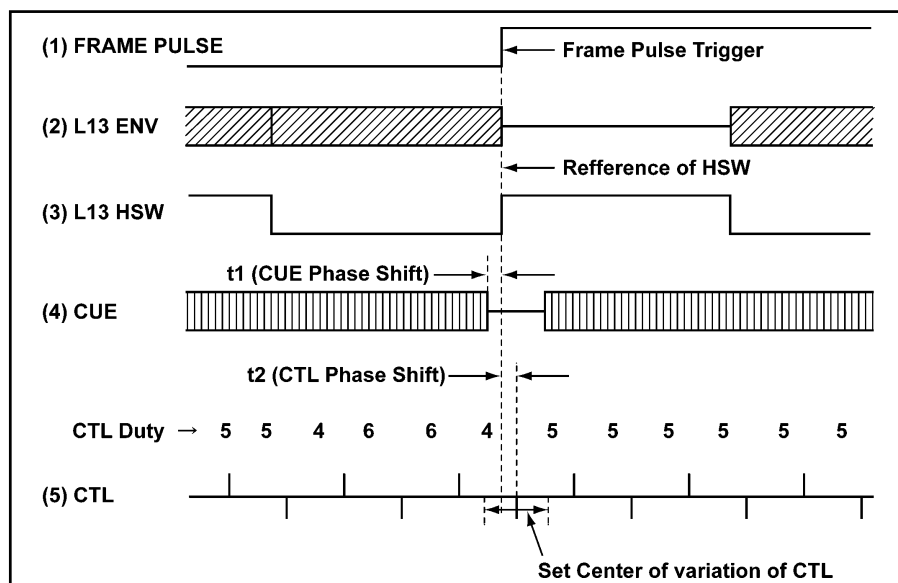 (1) FRAME PULSE
Frame Pulse Trigger
(2) L13 ENV
Refference of HSW
(3) L13 HSW
t1 (CUE Phase Shift)
(4) CUE
t2 (CTL Phase Shift)
CTL Duty → 5 5 4 6 6 4 5 5 5 5 5 5
(5) CTL
Set Center of variation of CTL